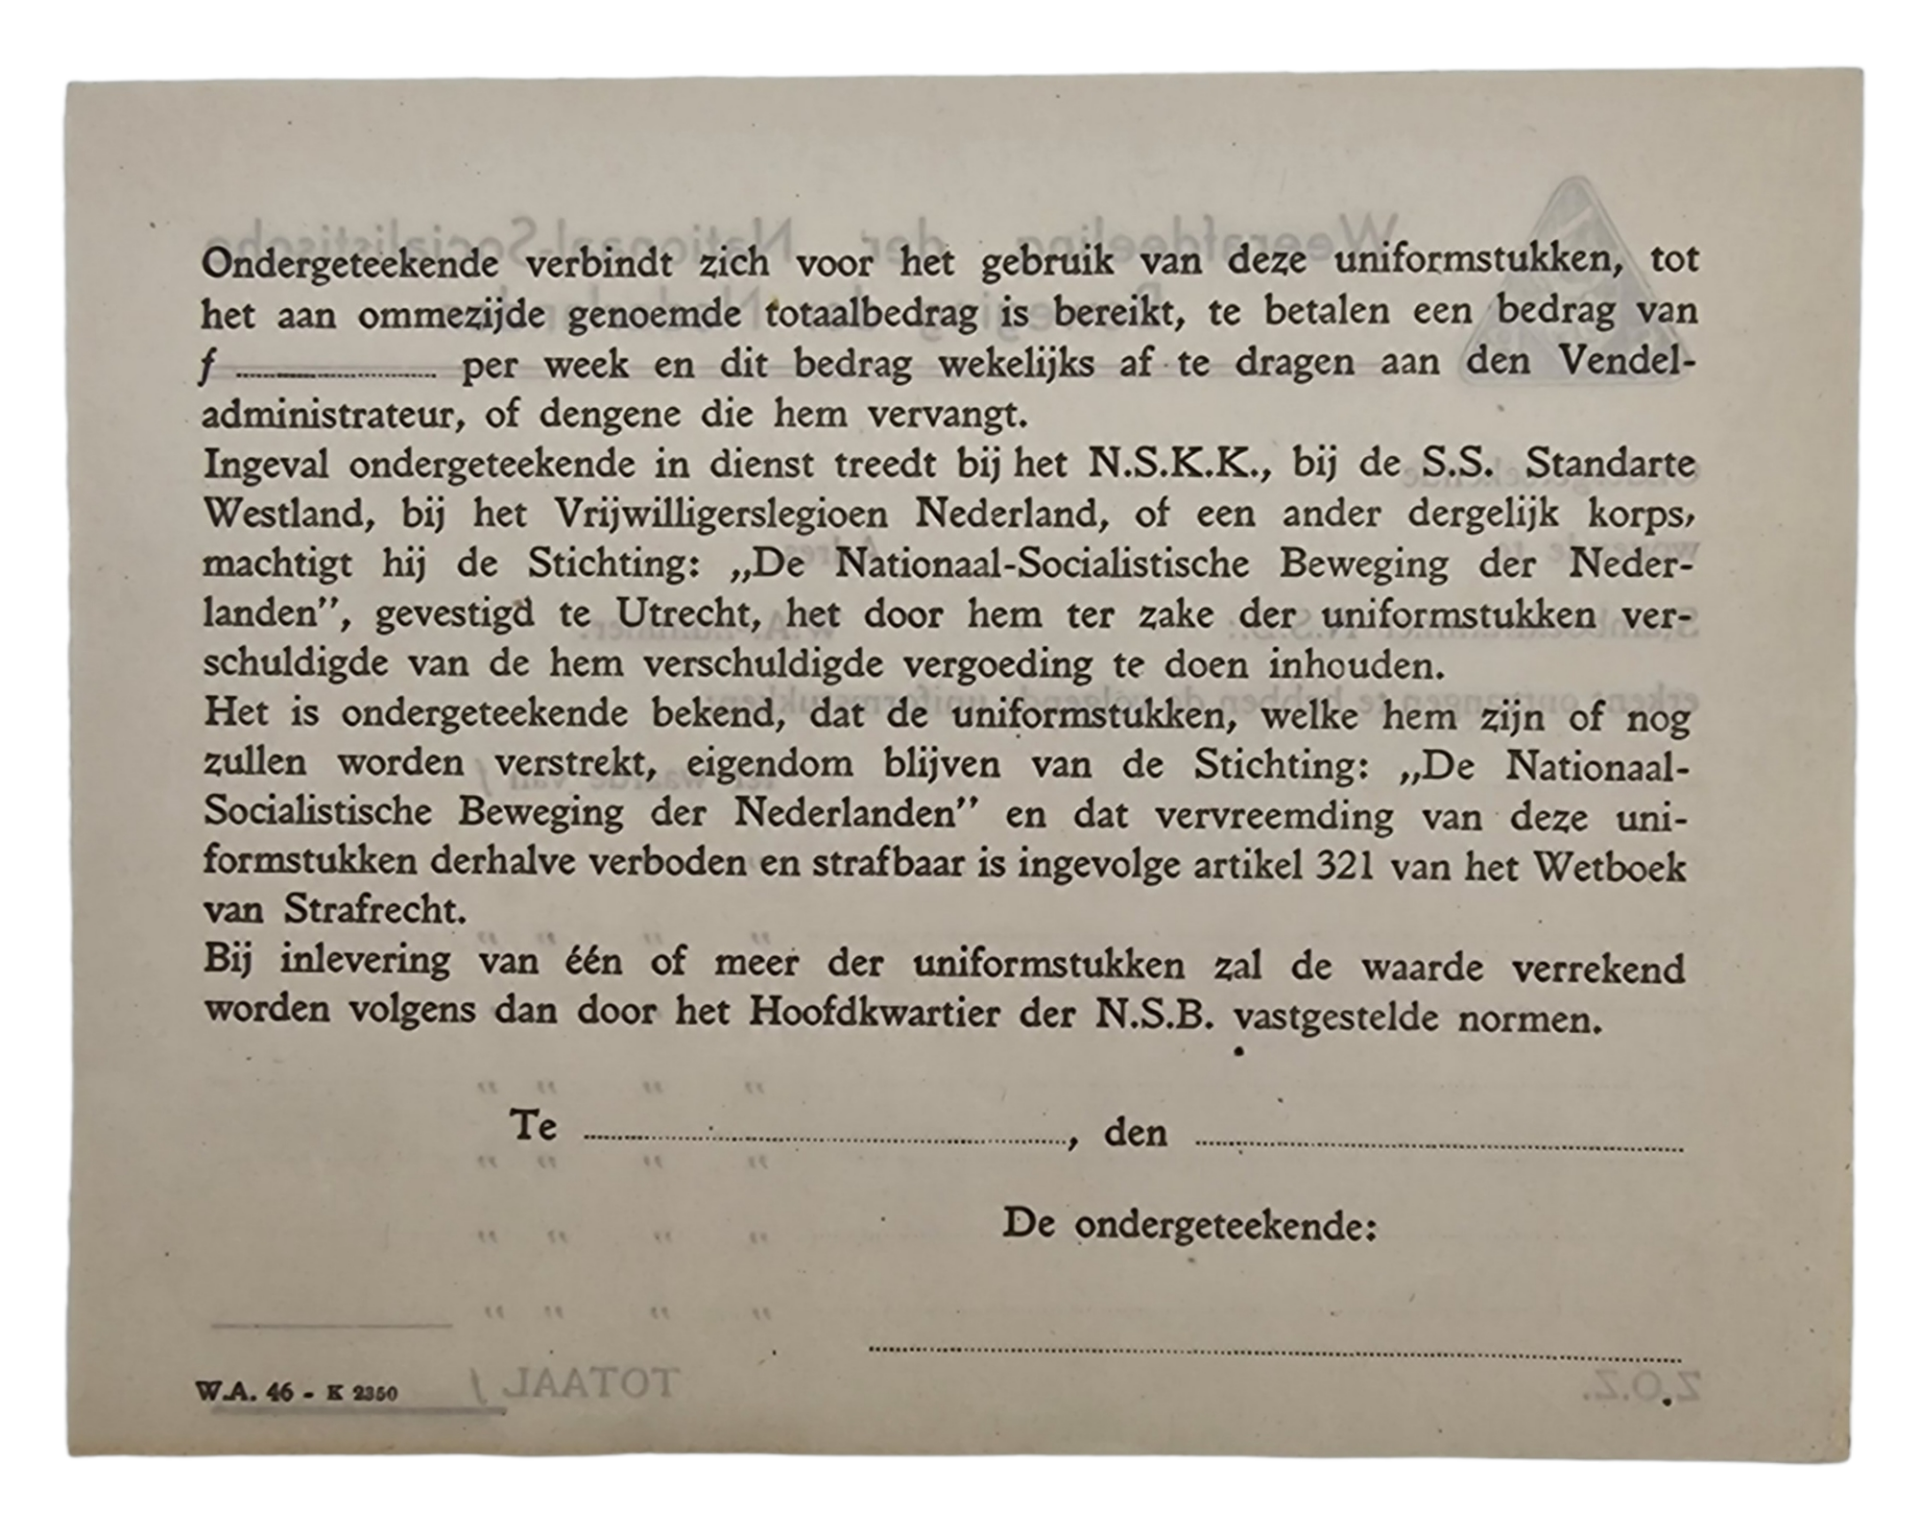 Ondergeteekende verbindt zich voor het gebruik van deze uniformstukken, tot
het aan ommezijde genoemde totaalbedrag is bereikt, te betalen een bedrag van
f .................... per week en dit bedrag wekelijks af te dragen aan den Vendel-
administrateur, of dengene die hem vervangt.
Ingeval ondergeteekende in dienst treedt bij het N.S.K.K., bij de S.S. Standarte
Westland, bij het Vrijwilligerslegioen Nederland, of een ander dergelijk korps,
machtigt hij de Stichting: „De Nationaal-Socialistische Beweging der Neder-
landen”, gevestigd te Utrecht, het door hem ter zake der uniformstukken ver-
schuldigde van de hem verschuldigde vergoeding te doen inhouden.
Het is ondergeteekende bekend, dat de uniformstukken, welke hem zijn of nog
zullen worden verstrekt, eigendom blijven van de Stichting: „De Nationaal-
Socialistische Beweging der Nederlanden” en dat vervreemding van deze uni-
formstukken derhalve verboden en strafbaar is ingevolge artikel 321 van het Wetboek
van Strafrecht.
Bij inlevering van één of meer der uniformstukken zal de waarde verrekend
worden volgens dan door het Hoofdkwartier der N.S.B. vastgestelde normen.
Te ...................., den ....................
De ondergeteekende:
W.A. 46 - K 2350